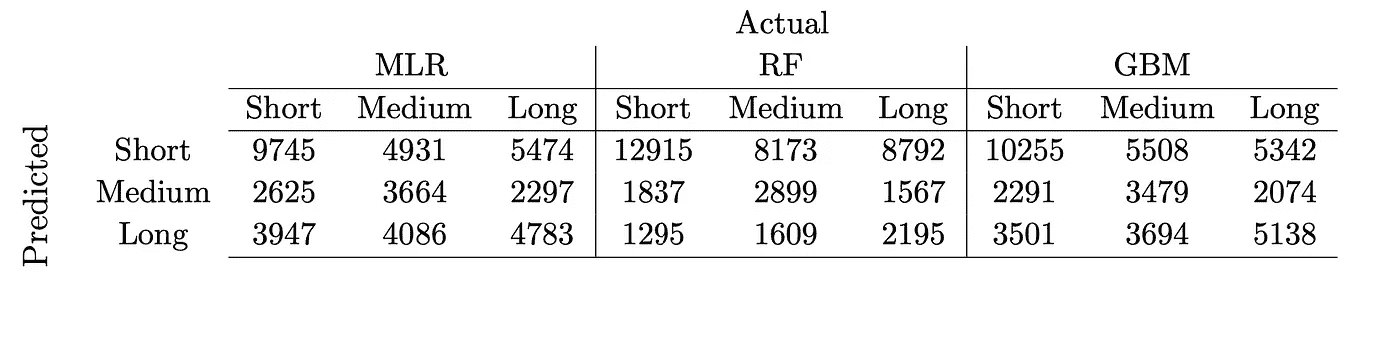 Actual
MLR RF GBM
Short Medium Long Short Medium Long Short Medium Long
Predicted
Short 9745 4931 5474 12915 8173 8792 10255 5508 5342
Medium 2625 3664 2297 1837 2899 1567 2291 3479 2074
Long 3947 4086 4783 1295 1609 2195 3501 3694 5138